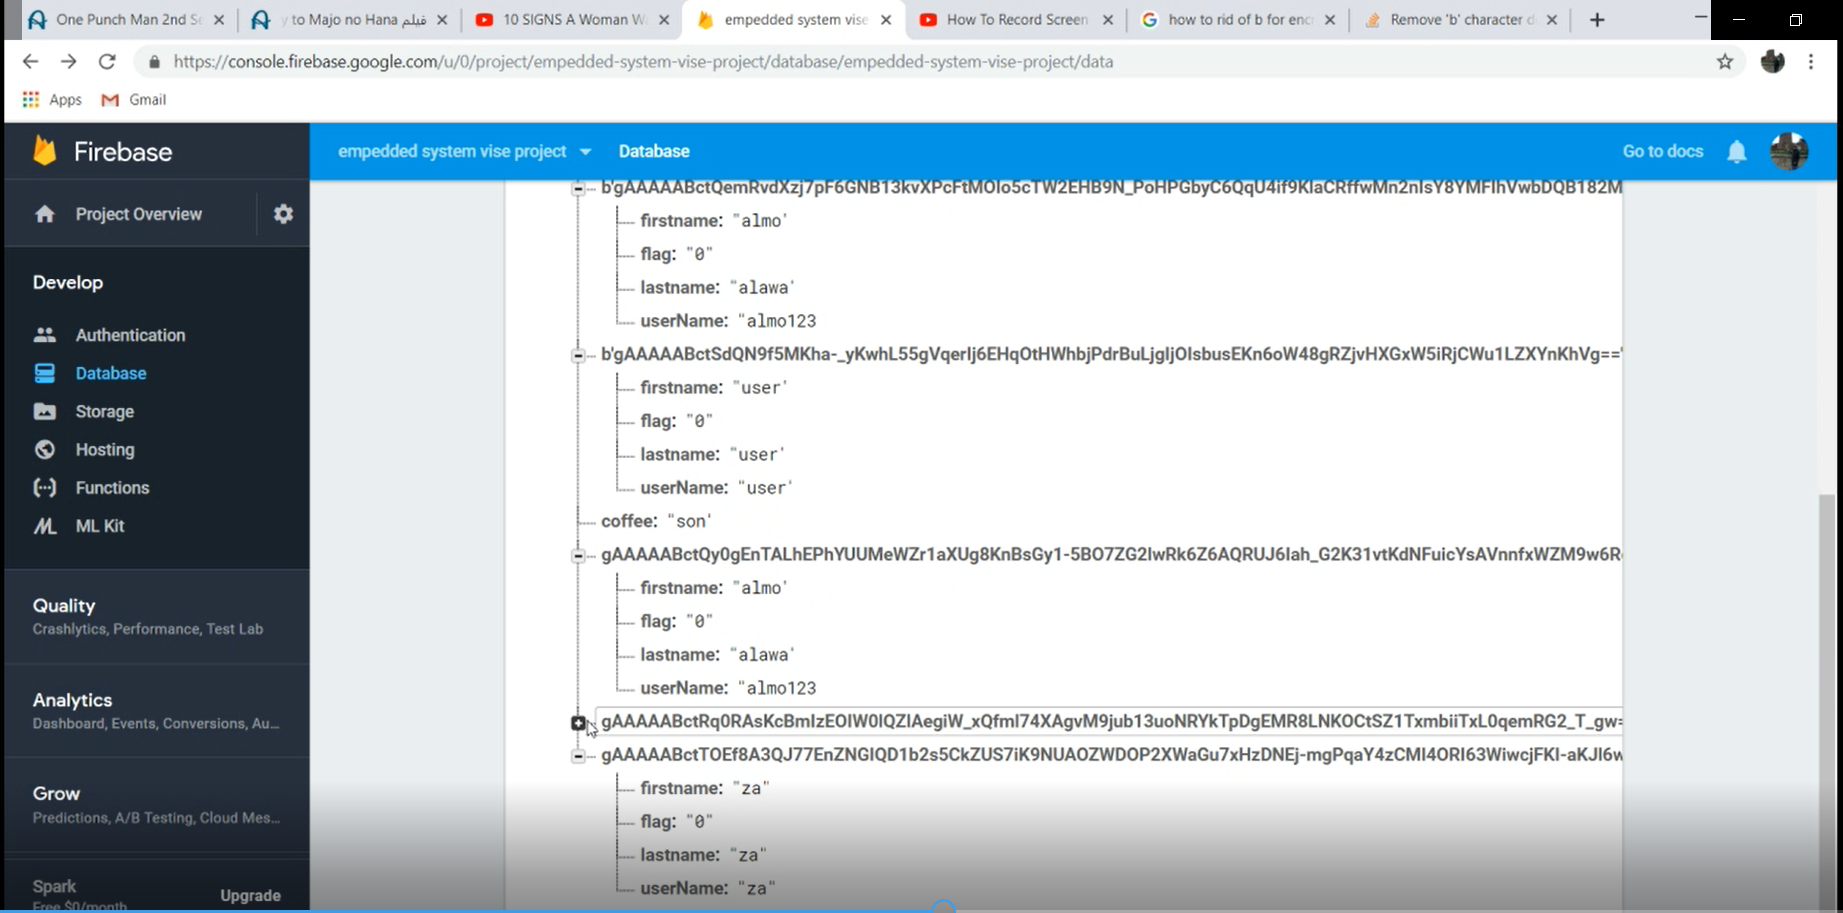 One Punch Man 2nd Se
y to Majo no Hana فيلم
10 SIGNS A Woman W
empedded system vise
How To Record Screen
how to rid of b for enc
Remove 'b' character d
https://console.firebase.google.com/u/0/project/empedded-system-vise-project/database/empedded-system-vise-project/data
Apps
Gmail
Firebase
empedded system vise project
Database
Go to docs
Project Overview
Develop
Authentication
Database
Storage
Hosting
Functions
ML Kit
Quality
Crashlytics, Performance, Test Lab
Analytics
Dashboard, Events, Conversions, Au...
Grow
Predictions, A/B Testing, Cloud Mes...
Spark
Free $0/month
Upgrade
b'gAAAAABctQemRvdXzj7pF6GNB13kvXPcFtMOIo5cTW2EHB9N_PoHPGbyC6QqU4if9KlaCRffwMn2nIsY8YMFlhVwbDQB182M
firstname: "almo'
flag: "0"
lastname: "alawa'
userName: "almo123
b'gAAAAABctSdQN9f5MKha-_yKwhL55gVqerIj6EHqOtHWhbjPdrBuLjgIjOIsbusEKn6oW48gRZjvHXGxW5iRjCWu1LZXYnKhVg=='
firstname: "user'
flag: "0"
lastname: "user'
userName: "user'
coffee: "son'
gAAAAABctQy0gEnTALhEPhYUUMeWZr1aXUg8KnBsGy1-5BO7ZG2IwRk6Z6AQRUJ6Iah_G2K31vtKdNFuicYsAVnnfxWZM9w6R
firstname: "almo'
flag: "0"
lastname: "alawa'
userName: "almo123
gAAAAABctRq0RAsKcBmIzEOIW0IQZIAegiW_xQfmI74XAgvM9jub13uoNRYkTpDgEMR8LNKOCtSZ1TxmbiiTxL0qemRG2_T_gw=
gAAAAABctTOEf8A3QJ77EnZNGIQD1b2s5CkZUS7iK9NUAOZWDOP2XWaGu7xHzDNEj-mgPqaY4zCMI4ORI63WiwcjFKI-aKJI6w
firstname: "za"
flag: "0"
lastname: "za"
userName: "za"